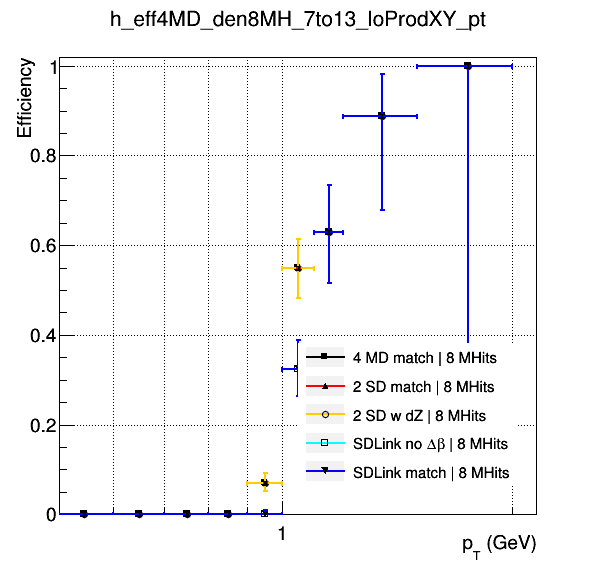 h_eff4MD_den8MH_7to13_loProdXY_pt
Efficiency
1
0.8
0.6
0.4
0.2
0
4 MD match | 8 MHits
2 SD match | 8 MHits
2 SD w dZ | 8 MHits
SDLink no Δβ | 8 MHits
SDLink match | 8 MHits
1
p_T (GeV)